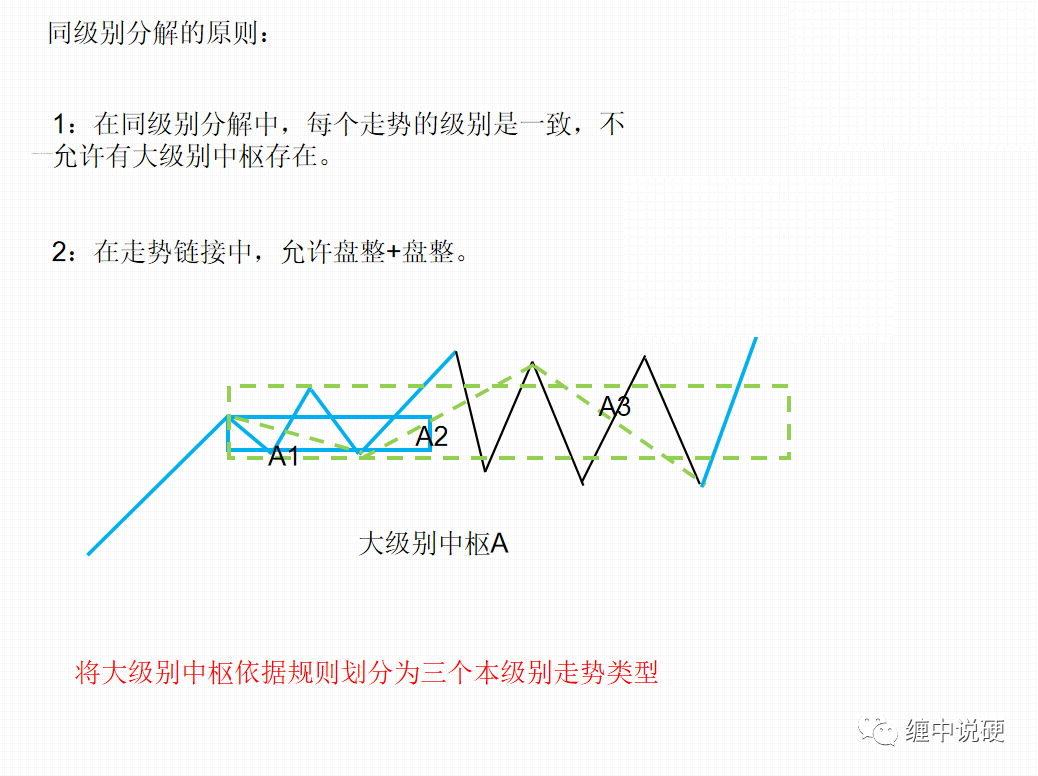 同级别分解的原则：
1：在同级别分解中，每个走势的级别是一致，不
允许有大级别中枢存在。
2：在走势链接中，允许盘整+盘整。
A3
A2
A1
大级别中枢A
将大级别中枢依据规则划分为三个本级别走势类型
缠中说硬